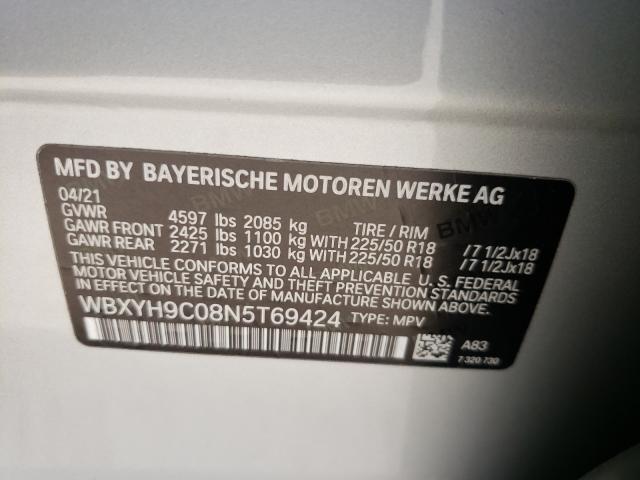 MFD BY BAYERISCHE MOTOREN WERKE AG
04/21
GVWR 4597 lbs 2085 kg TIRE / RIM
GAWR FRONT 2425 lbs 1100 kg WITH 225/50 R18 / 7 1/2Jx18
GAWR REAR 2271 lbs 1030 kg WITH 225/50 R18 / 7 1/2Jx18
THIS VEHICLE CONFORMS TO ALL APPLICABLE U. S. FEDERAL
MOTOR VEHICLE SAFETY AND THEFT PREVENTION STANDARDS
IN EFFECT ON THE DATE OF MANUFACTURE SHOWN ABOVE.
WBXYH9C08N5T69424 TYPE: MPV
A83
7 320 730